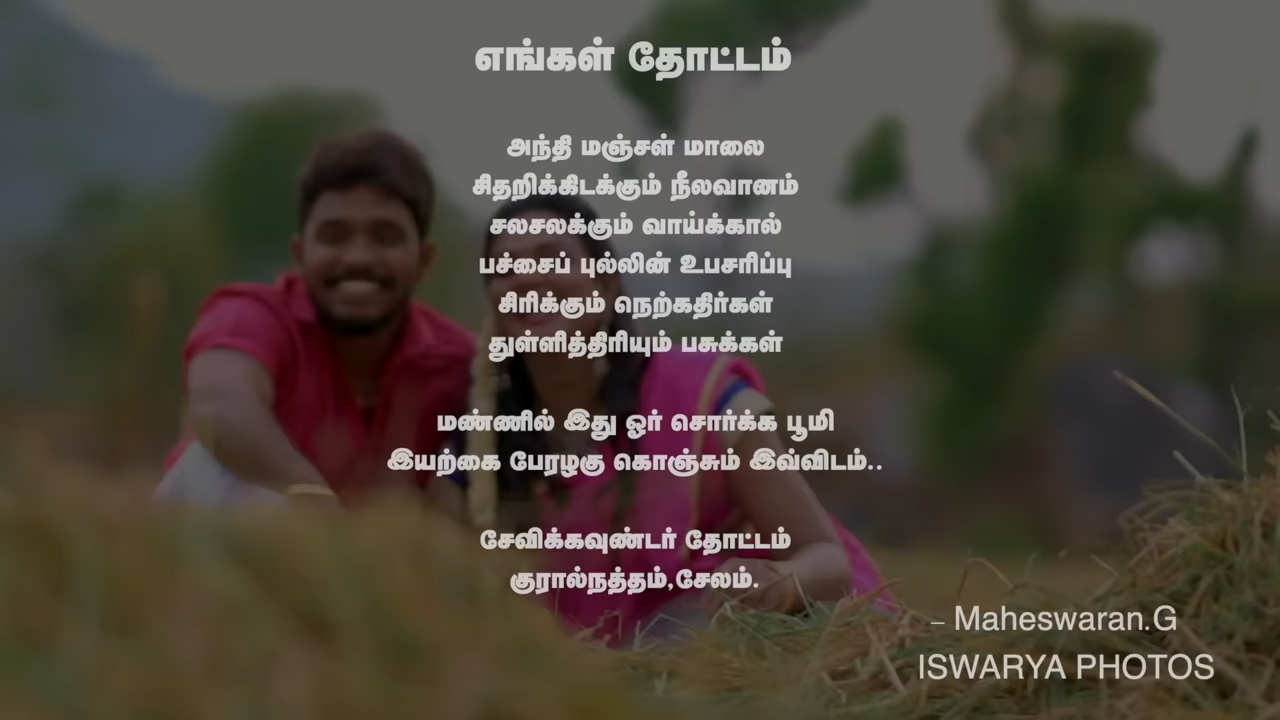 எங்கள் தோட்டம்
அந்தி மஞ்சள் மாலை
சிதறிக்கிடக்கும் நீலவானம்
சலசலக்கும் வாய்க்கால்
பச்சைப் புல்லின் உபசரிப்பு
சிரிக்கும் நெற்கதிர்கள்
துள்ளித்திரியும் பசுக்கள்
மண்ணில் இது ஓர் சொர்க்க பூமி
இயற்கை பேரழகு கொஞ்சும் இவ்விடம்..
சேவிக்கவுண்டர் தோட்டம்
குரால்நத்தம்,சேலம்.
– Maheswaran.G
ISWARYA PHOTOS